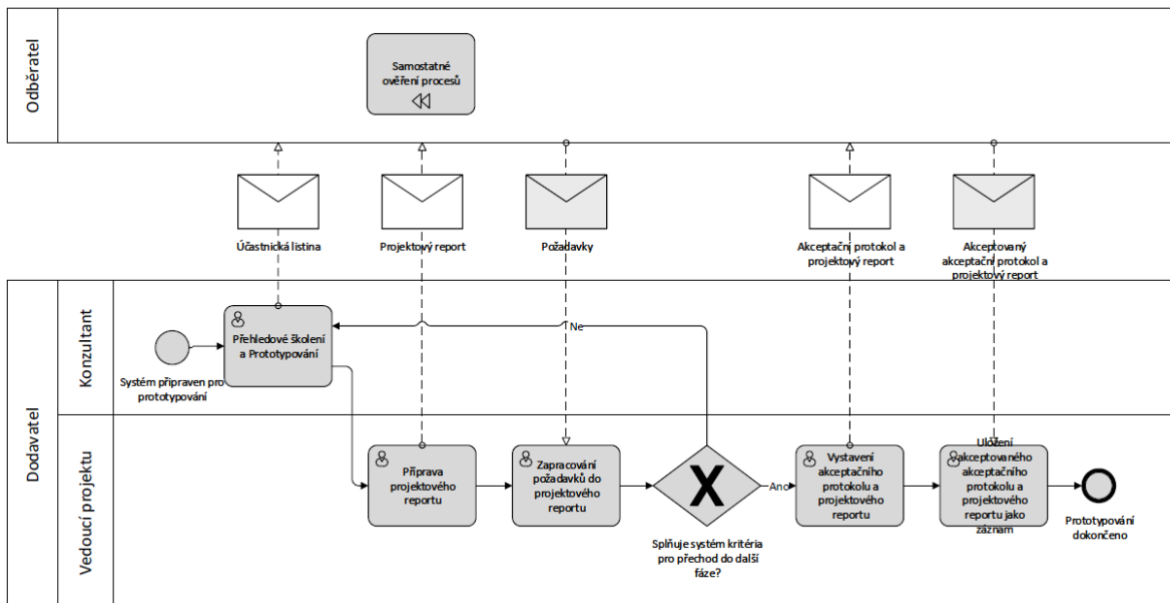 Odběratel
Samostatné
ověření procesů
Účastnická listina
Projektový report
Požadavky
Akceptační protokol a
projektový report
Akceptovaný
akceptační protokol a
projektový report
Dodavatel
Konzultant
Přehledové školení
a Prototypování
Systém připraven pro
prototypování
Ne
Vedoucí projektu
Příprava
projektového
reportu
Zapracování
požadavků do
projektového
reportu
Splňuje systém kritéria
pro přechod do další
fáze?
Ano
Vystavení
akceptačního
protokolu a
projektového
reportu
Uložení
akceptovaného
akceptačního
protokolu a
projektového
reportu jako
záznam
Prototypování
dokončeno